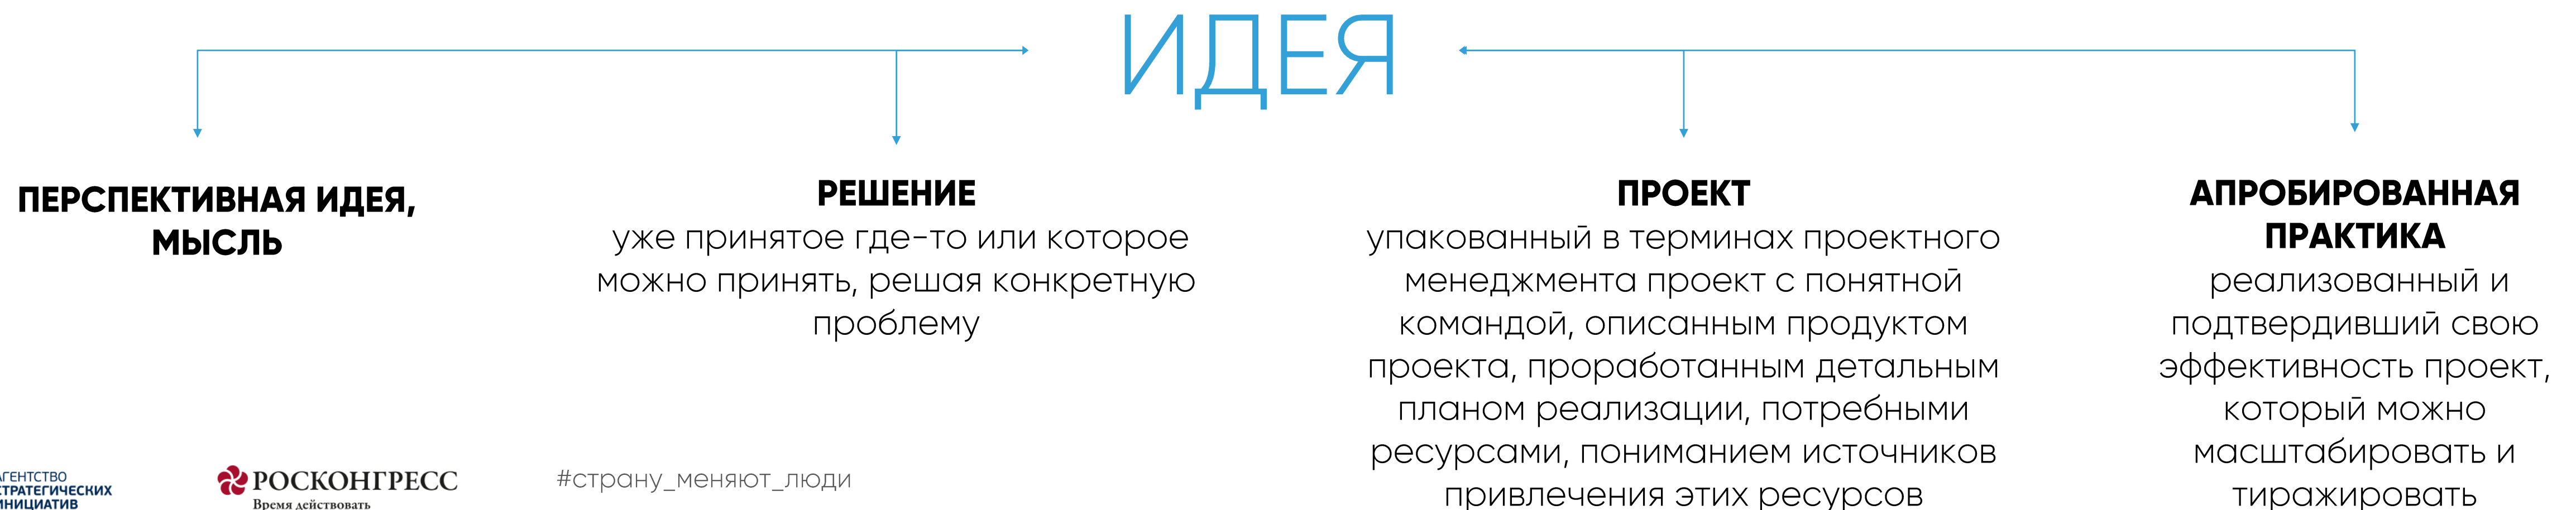 ИДЕЯ
ПЕРСПЕКТИВНАЯ ИДЕЯ,
МЫСЛЬ
РЕШЕНИЕ
уже принятое где-то или которое
можно принять, решая конкретную
проблему
ПРОЕКТ
упакованный в терминах проектного
менеджмента проект с понятной
командой, описанным продуктом
проекта, проработанным детальным
планом реализации, потребными
ресурсами, пониманием источников
привлечения этих ресурсов
АПРОБИРОВАННАЯ
ПРАКТИКА
реализованный и
подтвердивший свою
эффективность проект,
который можно
масштабировать и
тиражировать
АГЕНТСТВО
СТРАТЕГИЧЕСКИХ
ИНИЦИАТИВ
РОСКОНГРЕСС
Время действовать
#страну_меняют_люди